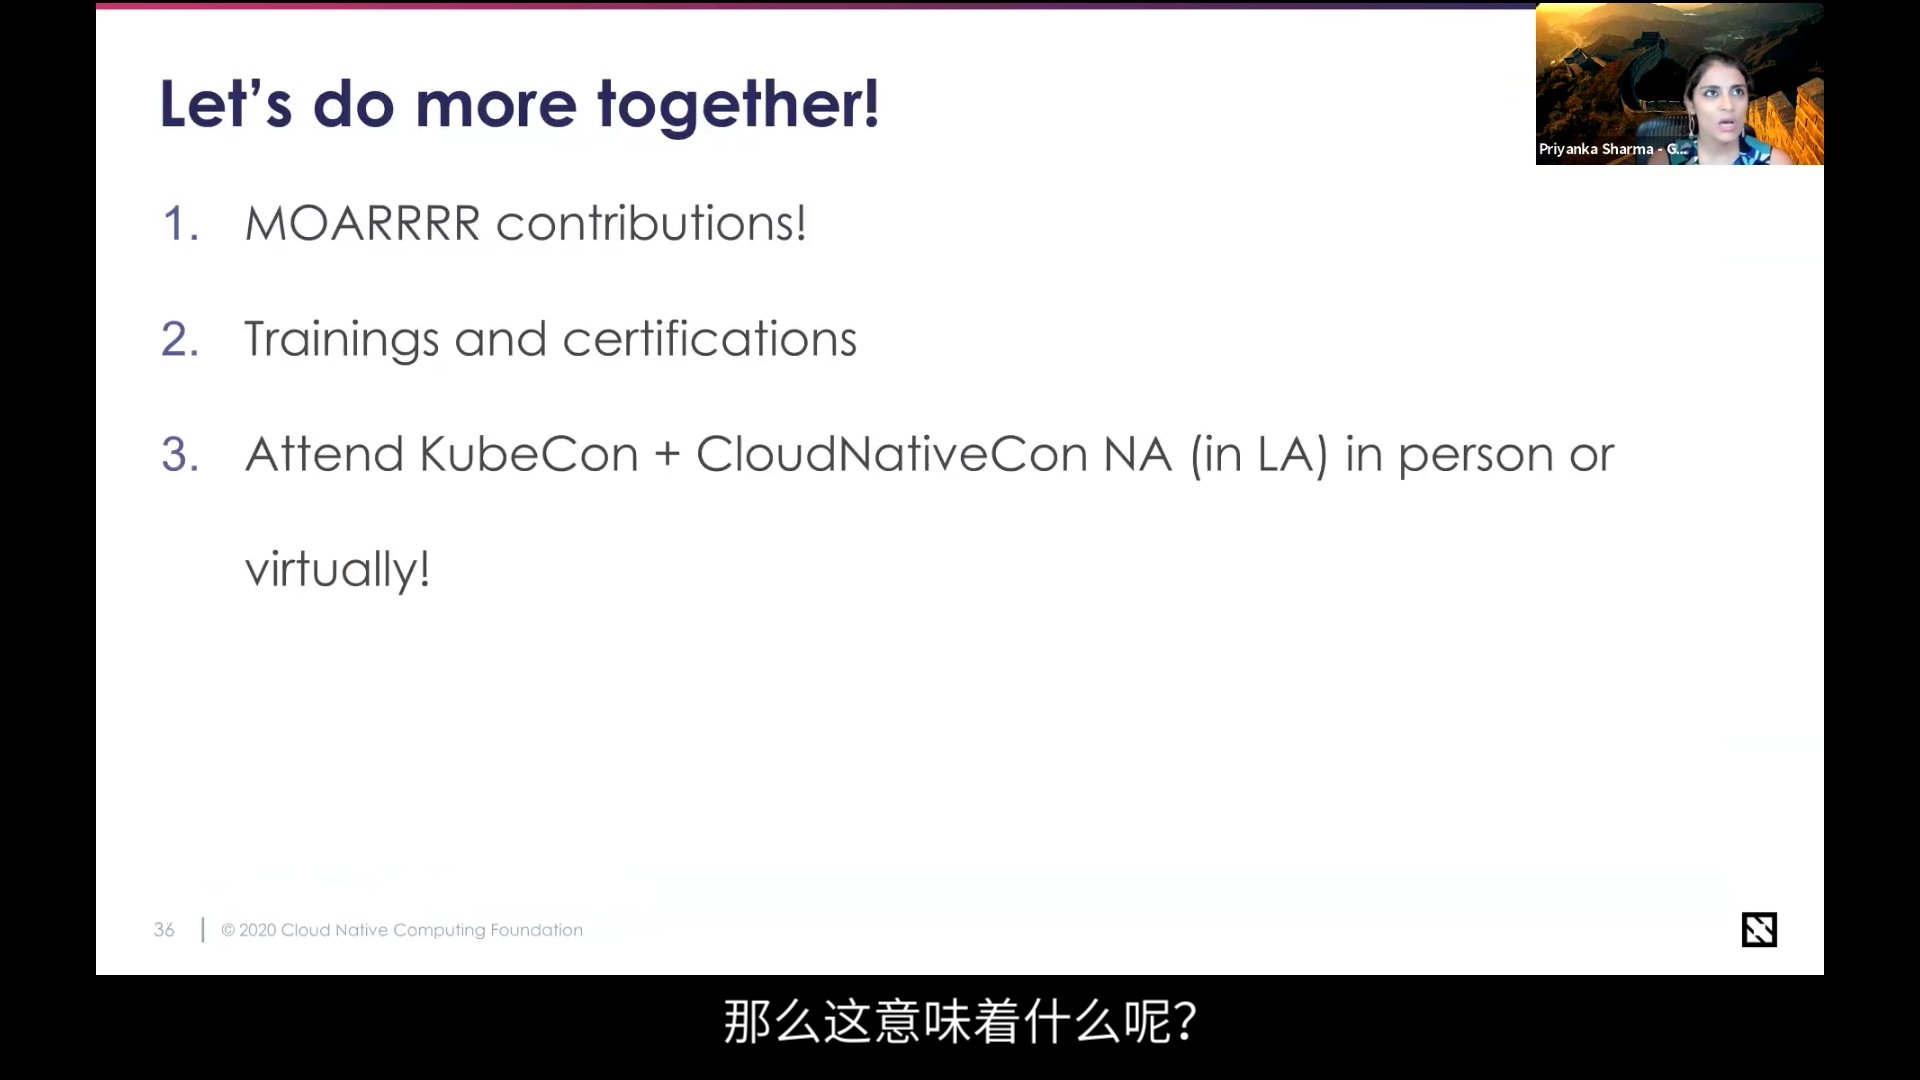 Let’s do more together!
Priyanka Sharma - G...
1. MOARRRR contributions!
2. Trainings and certifications
3. Attend KubeCon + CloudNativeCon NA (in LA) in person or
virtually!
36 | © 2020 Cloud Native Computing Foundation
那么这意味着什么呢?